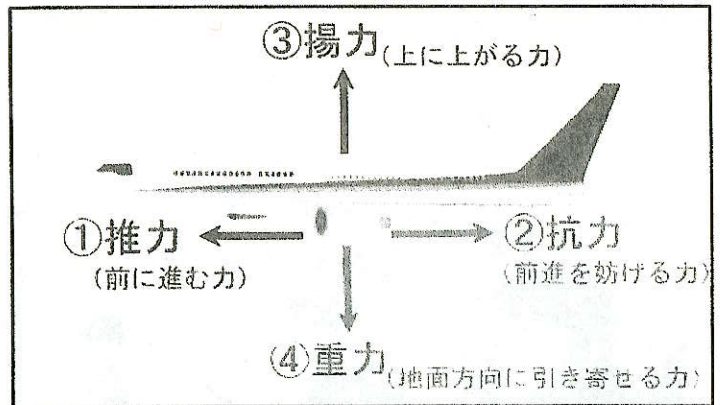 ③揚力(上に上がる力)
①推力
(前に進む力)
②抗力
(前進を妨げる力)
④重力(地面方向に引き寄せる力)